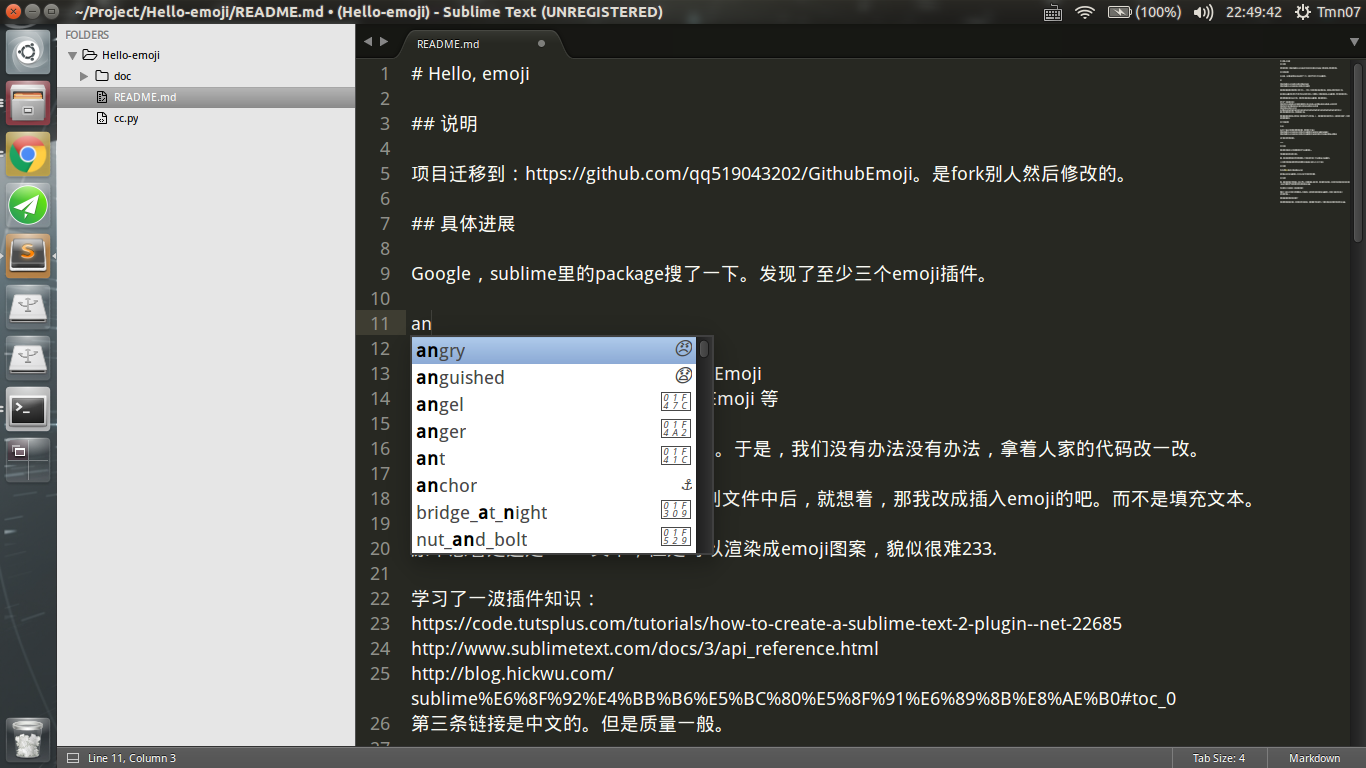 ~/Project/Hello-emoji/README.md • (Hello-emoji) - Sublime Text (UNREGISTERED)
(100%)
22:49:42
Tmn07
FOLDERS
Hello-emoji
doc
README.md
cc.py
README.md
1 # Hello, emoji
2
3 ## 说明
4
5 项目迁移到：https://github.com/qq519043202/GithubEmoji。是fork别人然后修改的。
6
7 ## 具体进展
8
9 Google，sublime里的package搜了一下。发现了至少三个emoji插件。
10
11 an
angry
anguished
angel 01F47C
anger 01F4A2
ant 01F41C
anchor
bridge_at_night 01F309
nut_and_bolt 01F529
12
13 Emoji
14 Emoji 等
15
16 。于是，我们没有办法没有办法，拿着人家的代码改一改。
17
18 文件中后，就想着，那我改成插入emoji的吧。而不是填充文本。
19
20 以渲染成emoji图案，貌似很难233.
21
22 学习了一波插件知识：
23 https://code.tutsplus.com/tutorials/how-to-create-a-sublime-text-2-plugin--net-22685
24 http://www.sublimetext.com/docs/3/api_reference.html
25 http://blog.hickwu.com/
sublime%E6%8F%92%E4%BB%B6%E5%BC%80%E5%8F%91%E6%89%8B%E8%AE%B0#toc_0
26 第三条链接是中文的。但是质量一般。
Line 11, Column 3
Tab Size: 4
Markdown